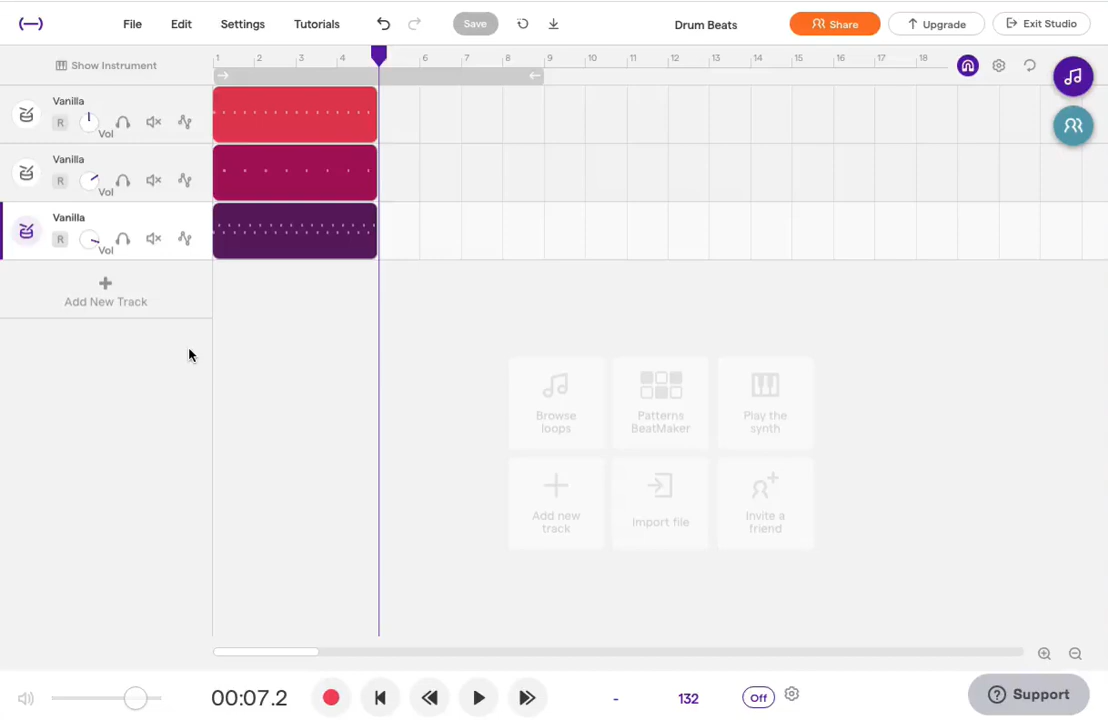 File Edit Settings Tutorials Save Drum Beats Share Upgrade Exit Studio
Show Instrument 1 2 3 4 6 7 8 9 10 11 12 13 14 15 16 17 18
Vanilla
R Vol
Vanilla
R Vol
Vanilla
R Vol
Add New Track
Browse loops
Patterns BeatMaker
Play the synth
Add new track
Import file
Invite a friend
00:07.2 - 132 Off Support